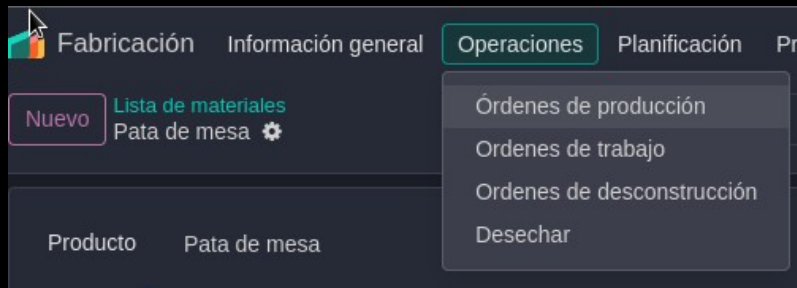 Fabricación Información general Operaciones Planificación Pr
Nuevo
Lista de materiales
Pata de mesa
Órdenes de producción
Ordenes de trabajo
Ordenes de desconstrucción
Desechar
Producto Pata de mesa